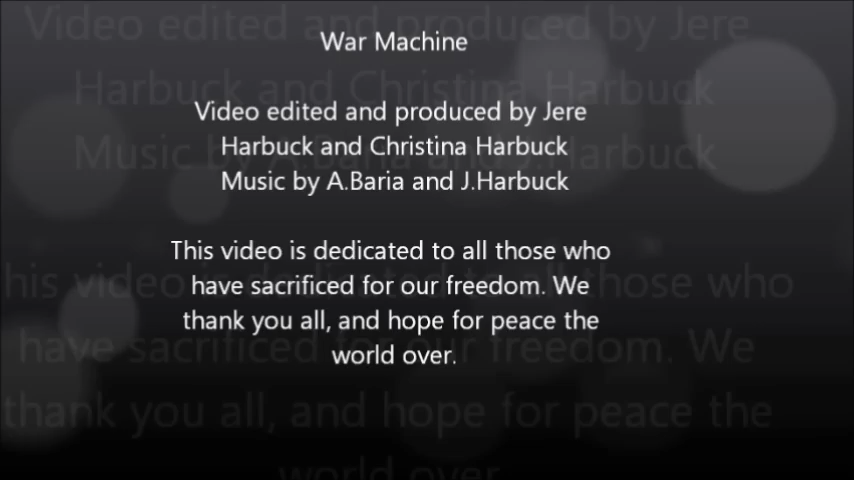 War Machine
Video edited and produced by Jere
Harbuck and Christina Harbuck
Music by A.Baria and J.Harbuck
This video is dedicated to all those who
have sacrificed for our freedom. We
thank you all, and hope for peace the
world over.